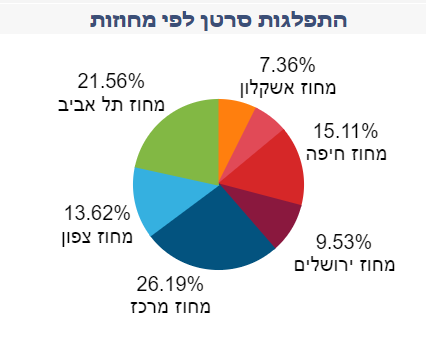 התפלגות סרטן לפי מחוזות
7.36%
מחוז אשקלון
15.11%
מחוז חיפה
9.53%
מחוז ירושלים
26.19%
מחוז מרכז
13.62%
מחוז צפון
21.56%
מחוז תל אביב